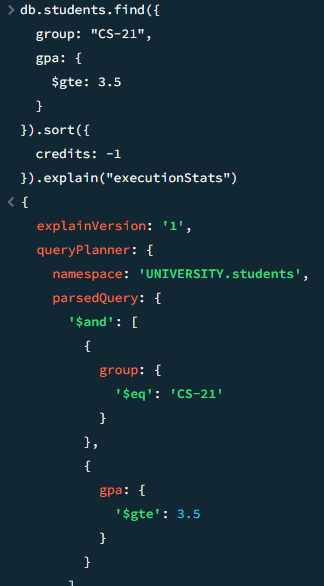 > db.students.find({
group: "CS-21",
gpa: {
$gte: 3.5
}
}).sort({
credits: -1
}).explain("executionStats")
< {
explainVersion: '1',
queryPlanner: {
namespace: 'UNIVERSITY.students',
parsedQuery: {
'$and': [
{
group: {
'$eq': 'CS-21'
}
},
{
gpa: {
'$gte': 3.5
}
}
]